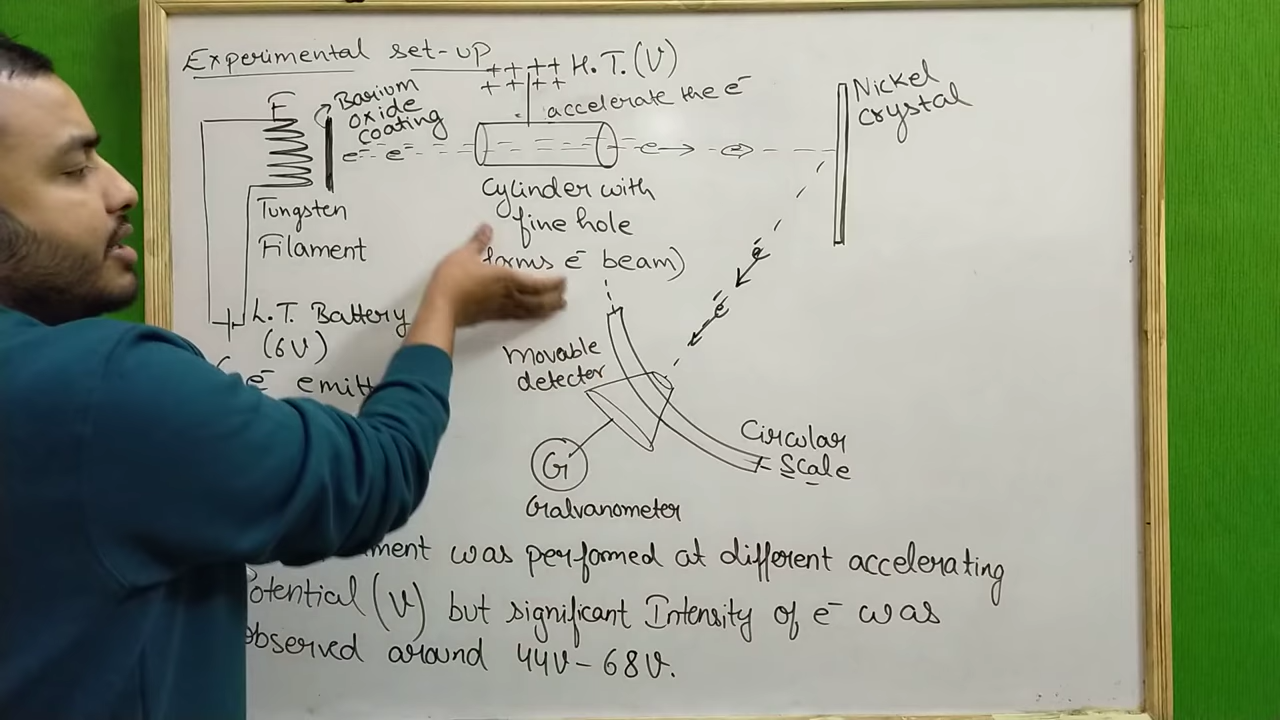 Experimental set-up
++ ++ H.T. (V)
++ ++
accelerate the e⁻
Nickel
crystal
F
Barium
oxide
coating
e⁻ e⁻
e
e
Cylinder with
fine hole
forms e⁻ beam)
Tungsten
Filament
L.T. Battery
(6V)
e⁻ emitt
e⁻
e⁻
Movable
detector
Circular
Scale
G
Galvanometer
ment was performed at different accelerating
Potential (V) but significant Intensity of e⁻ was
observed around 44V - 68V.